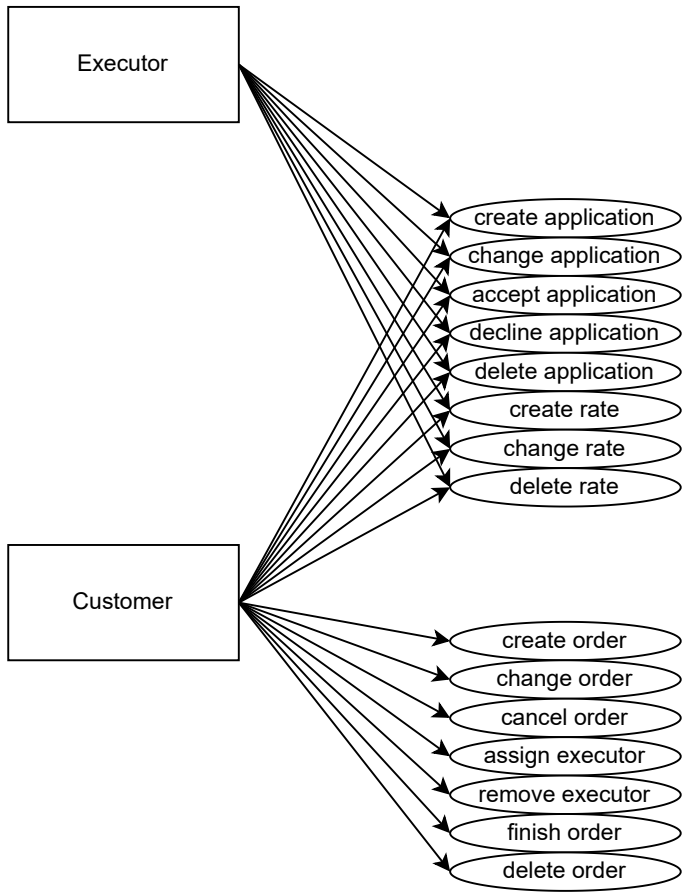 Executor
create application
change application
accept application
decline application
delete application
create rate
change rate
delete rate
Customer
create order
change order
cancel order
assign executor
remove executor
finish order
delete order